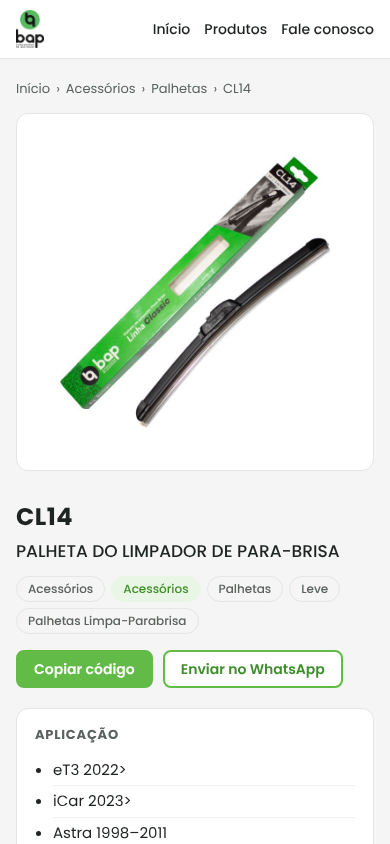 bap
Início Produtos Fale conosco
Início › Acessórios › Palhetas › CL14
CL14
Linha Classic
bap
CL14
PALHETA DO LIMPADOR DE PARA-BRISA
Acessórios Acessórios Palhetas Leve
Palhetas Limpa-Parabrisa
Copiar código Enviar no WhatsApp
APLICAÇÃO
• eT3 2022>
• iCar 2023>
• Astra 1998–2011